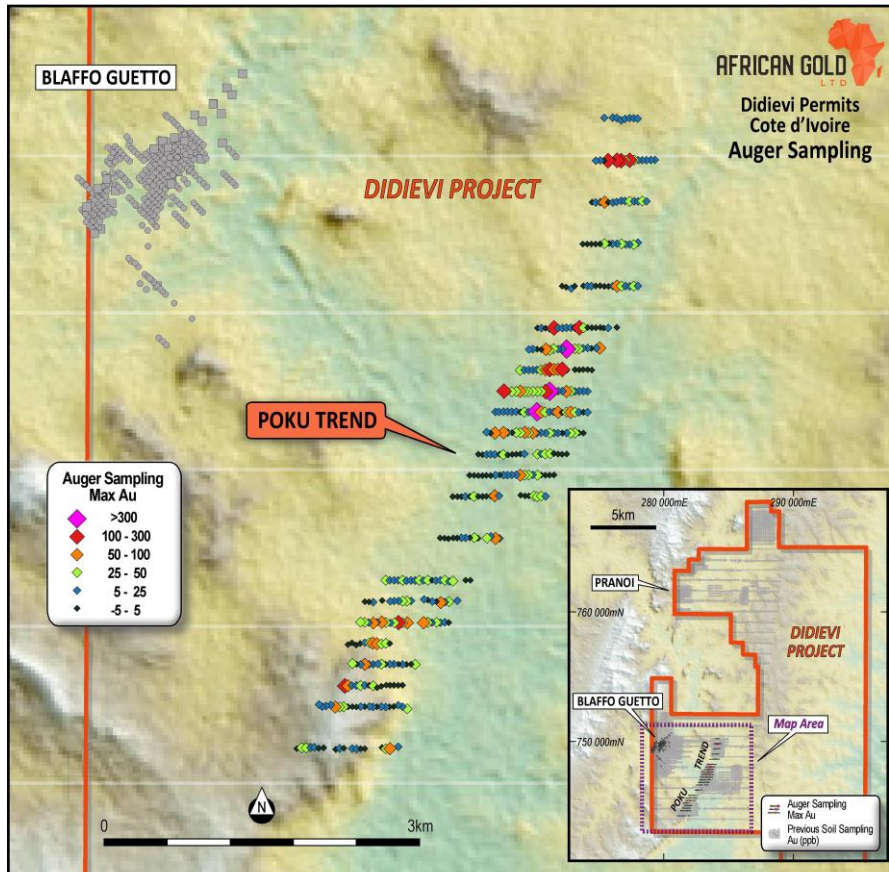 BLAFFO GUETTO
AFRICAN GOLD
LTD
Didievi Permits
Cote d'Ivoire
Auger Sampling
DIDIEVI PROJECT
POKU TREND
Auger Sampling
Max Au
>300
100 - 300
50 - 100
25 - 50
5 - 25
-5 - 5
N
0
3km
280 000mE
290 000mE
5km
PRANOI
760 000mN
DIDIEVI
PROJECT
BLAFFO GUETTO
Map Area
750 000mN
POKU TREND
Auger Sampling
Max Au
Previous Soil Sampling
Au (ppb)